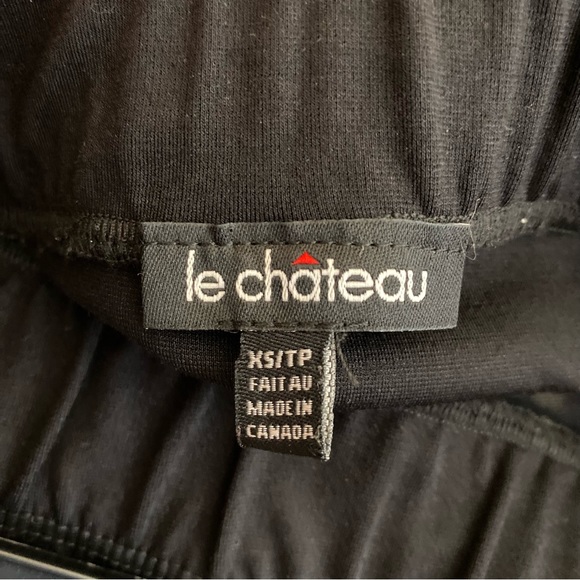 le château
XS/TP
FAIT AU
MADE IN
CANADA